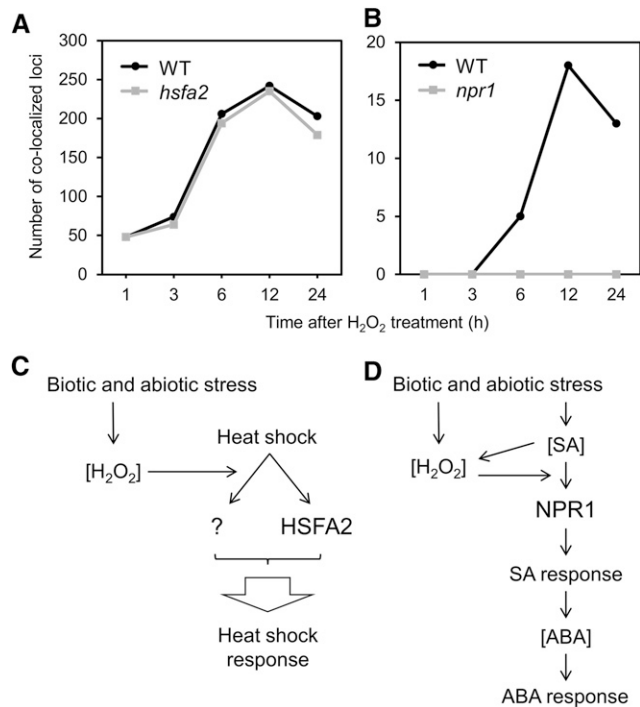 A
B
Number of co-localized loci
300
250
200
150
100
50
0
WT
hsfa2
1 3 6 12 24
20
15
10
5
0
WT
npr1
1 3 6 12 24
Time after H₂O₂ treatment (h)
C
Biotic and abiotic stress
Heat shock
[H₂O₂]
? HSFA2
Heat shock
response
D
Biotic and abiotic stress
[SA]
[H₂O₂]
NPR1
SA response
[ABA]
ABA response